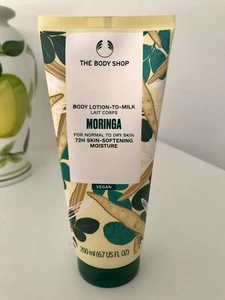 THE BODY SHOP
BODY LOTION-TO-MILK
LAIT CORPS
MORINGA
FOR NORMAL TO DRY SKIN
72H SKIN-SOFTENING
MOISTURE
VEGAN
200 ml (6.7 US FL OZ)